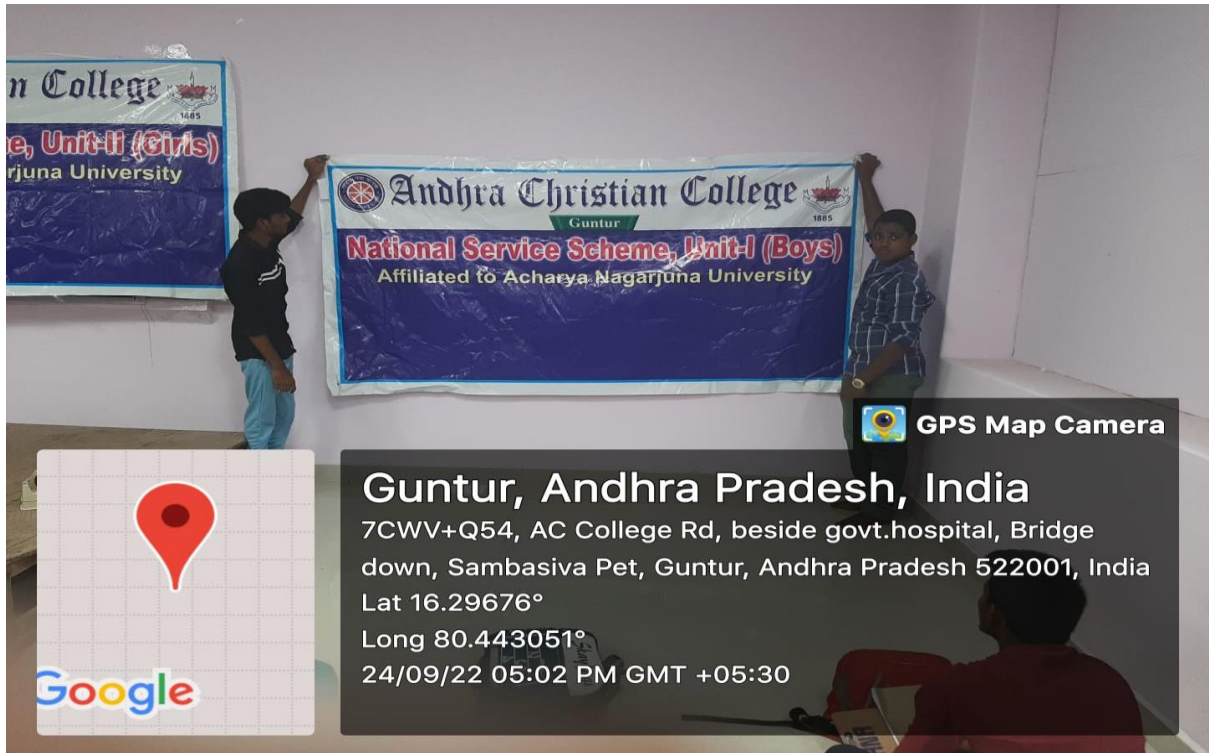 n College
1885
e, Unit-II (Girls)
rjuna University
Andhra Christian College
Guntur
1885
National Service Scheme, Unit-I (Boys)
Affiliated to Acharya Nagarjuna University
GPS Map Camera
Guntur, Andhra Pradesh, India
7CWV+Q54, AC College Rd, beside govt.hospital, Bridge
down, Sambasiva Pet, Guntur, Andhra Pradesh 522001, India
Lat 16.29676°
Long 80.443051°
24/09/22 05:02 PM GMT +05:30
Google